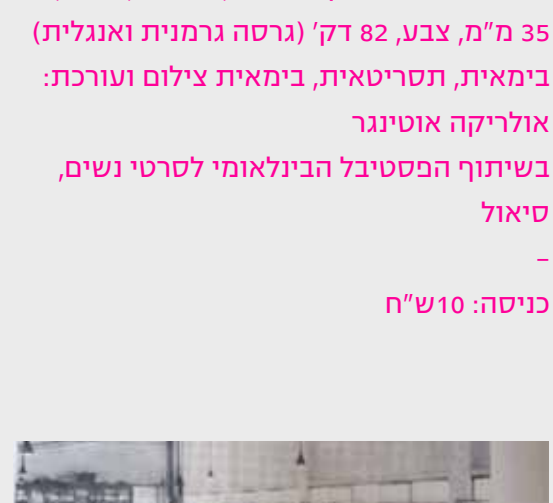 35 מ"מ, צבע, 82 דק' (גרסה גרמנית ואנגלית)
בימאית, תסריטאית, בימאית צילום ועורכת:
אולריקה אוטינגר
בשיתוף הפסטיבל הבינלאומי לסרטי נשים,
סיאול
–
כניסה: 10ש"ח